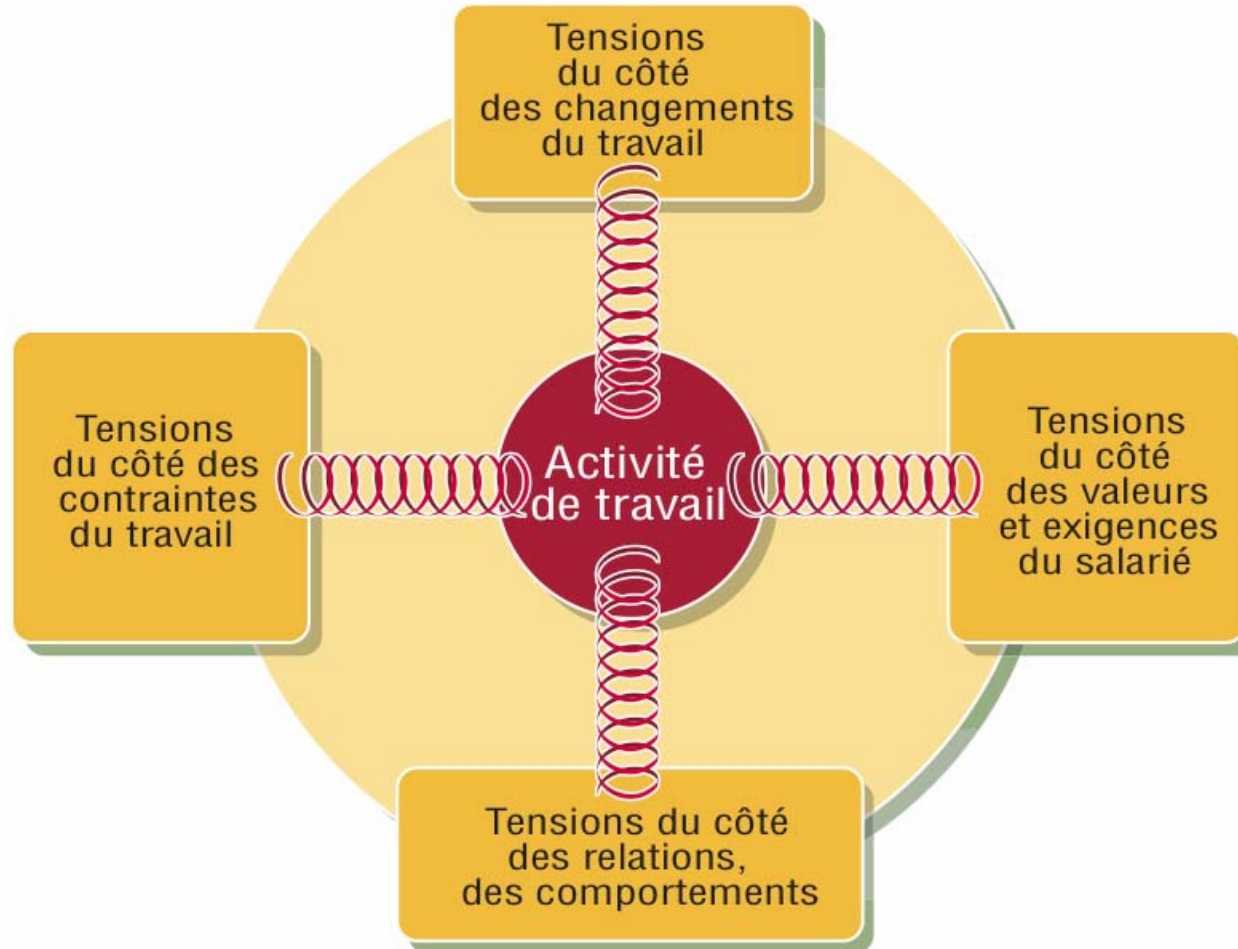 Tensions
du côté
des changements
du travail
Tensions
du côté des
contraintes
du travail
Activité
de travail
Tensions
du côté
des valeurs
et exigences
du salarié
Tensions du côté
des relations,
des comportements